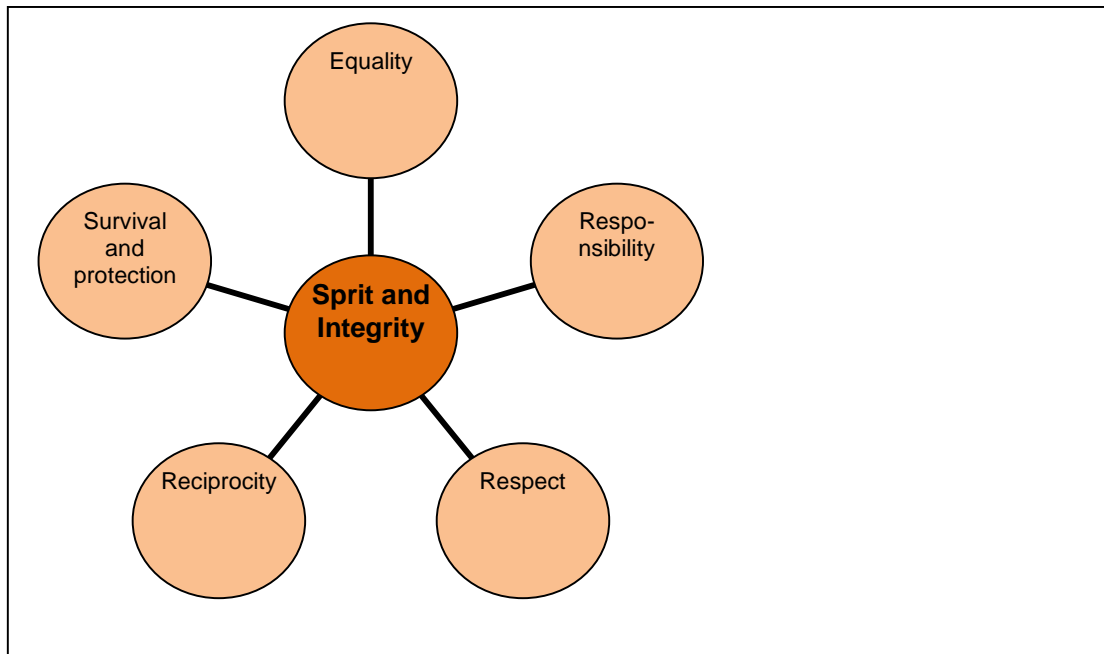 Equality
Survival
and
protection
Respo-
nsibility
Sprit and
Integrity
Reciprocity
Respect